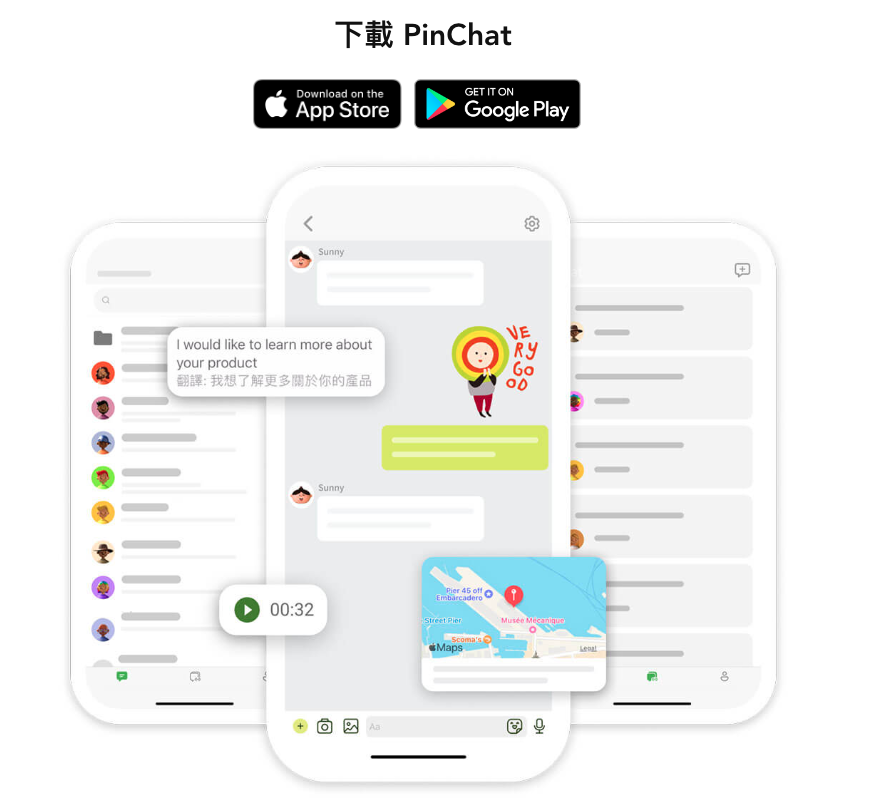 下載 PinChat
Download on the
App Store
GET IT ON
Google Play
Sunny
VERY GOOD
I would like to learn more about
your product
翻譯: 我想了解更多關於你的產品
Sunny
00:32
Pier 45 off
Embarcadero
Street Pier
Musée Mécanique
Scoma's
Maps
Legal
Aa